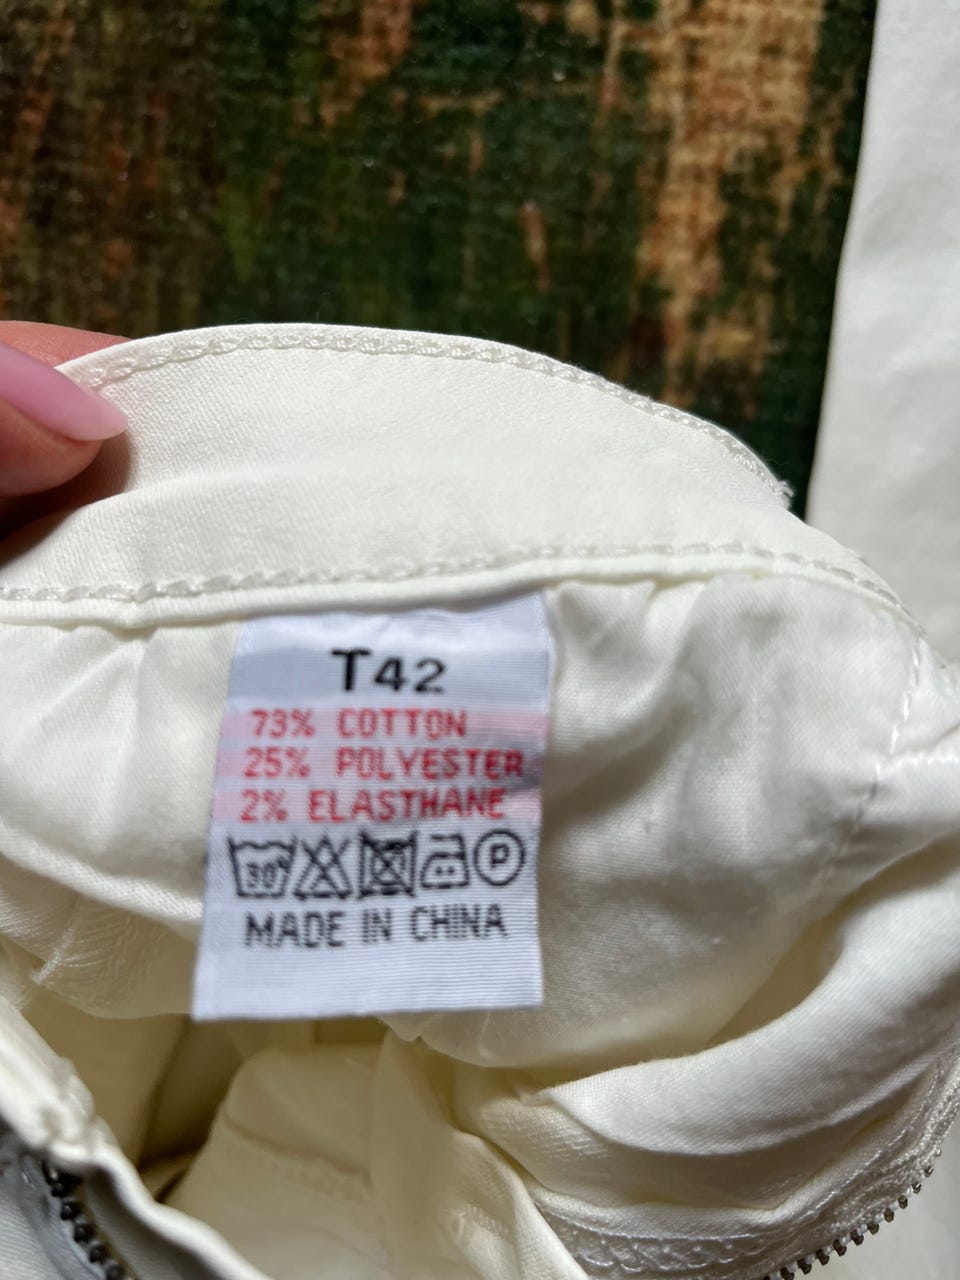 T42
73% COTTON
25% POLYESTER
2% ELASTHANE
30° P
MADE IN CHINA